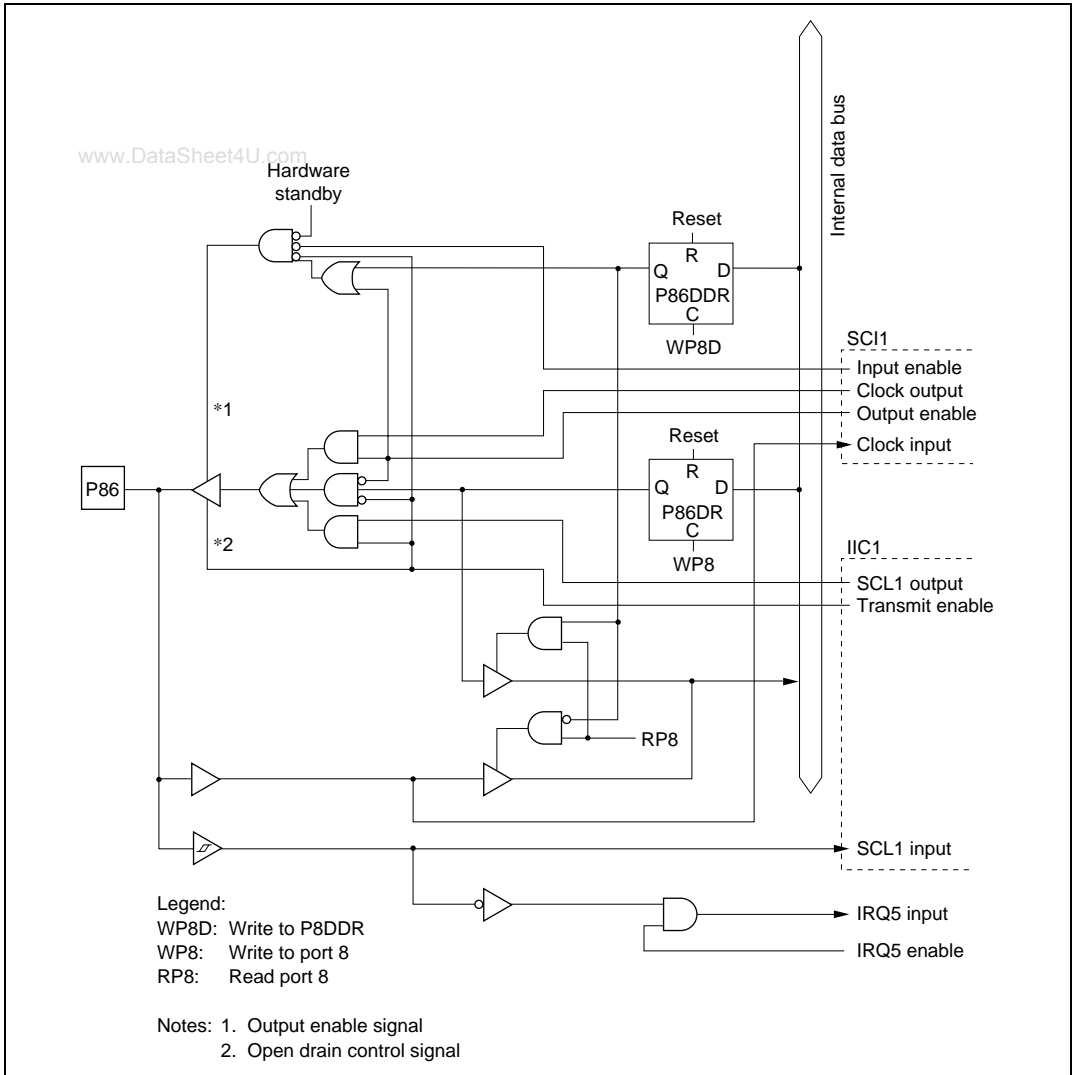 www.DataSheet4U.com
Hardware
standby
Internal data bus
Reset
R
Q D
P86DDR
C
WP8D
SCI1
Input enable
Clock output
Output enable
Clock input
*1
Reset
R
Q D
P86DR
C
WP8
P86
*2
IIC1
SCL1 output
Transmit enable
RP8
SCL1 input
IRQ5 input
IRQ5 enable
Legend:
WP8D: Write to P8DDR
WP8: Write to port 8
RP8: Read port 8
Notes: 1. Output enable signal
2. Open drain control signal